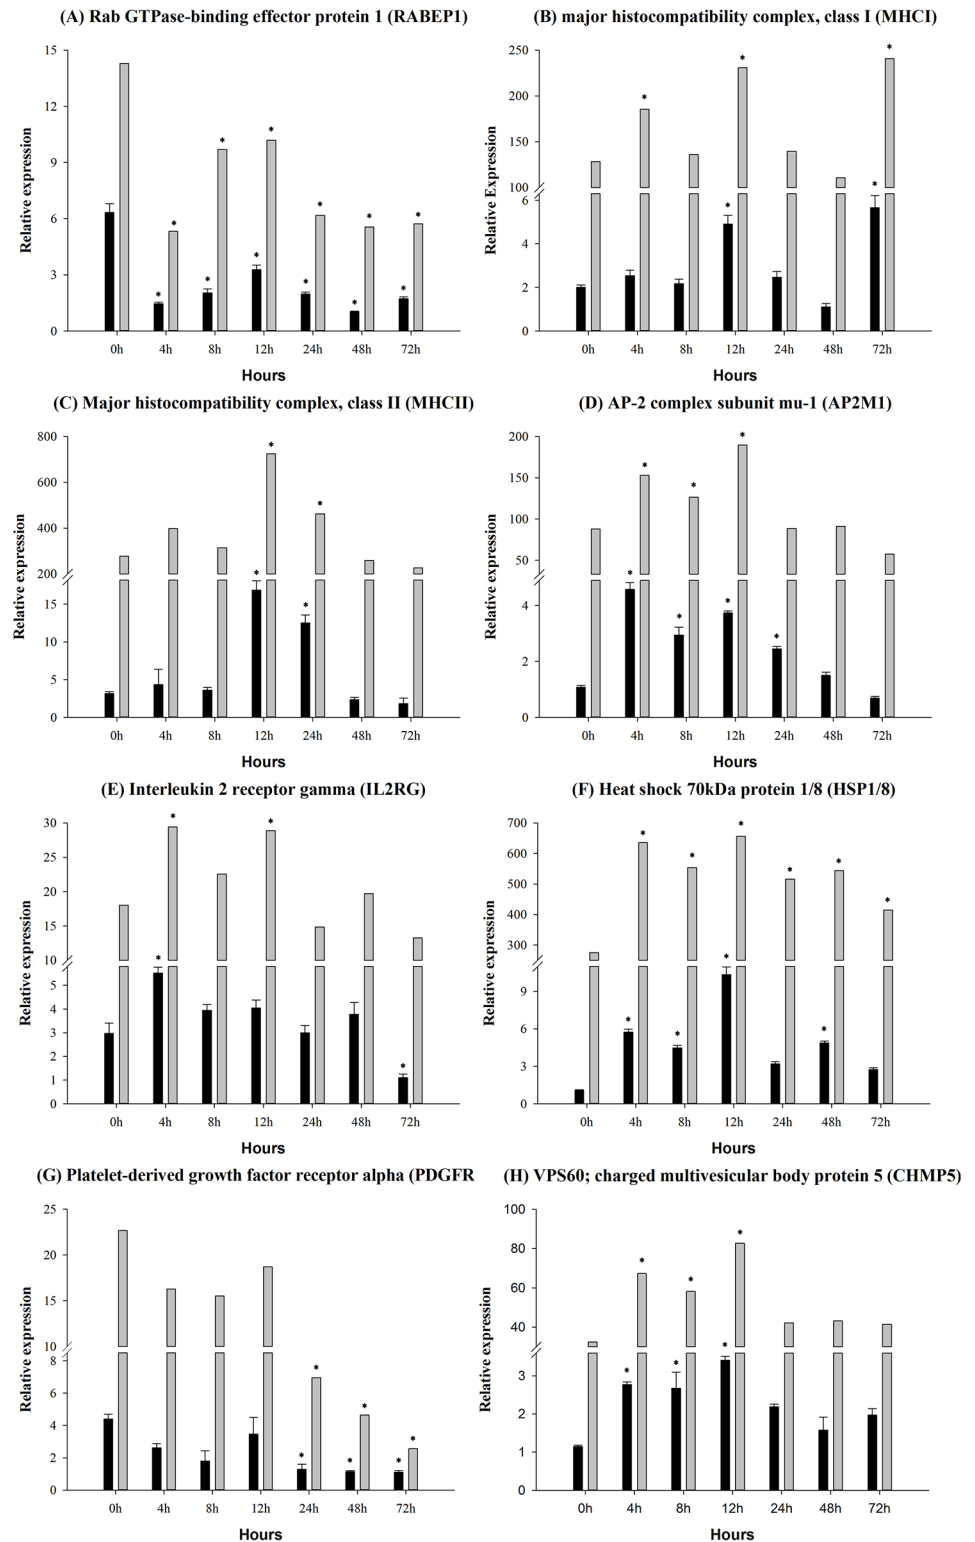 (A) Rab GTPase-binding effector protein 1 (RABEP1)
15
12
9
6
3
0
Relative expression
* * * * * * * * * * * *
0h 4h 8h 12h 24h 48h 72h
Hours
(B) major histocompatibility complex, class I (MHCI)
250
200
150
100
6
4
2
0
Relative Expression
* * * * *
0h 4h 8h 12h 24h 48h 72h
Hours
(C) Major histocompatibility complex, class II (MHCII)
800
600
400
200
15
10
5
0
Relative expression
* * * *
0h 4h 8h 12h 24h 48h 72h
Hours
(D) AP-2 complex subunit mu-1 (AP2M1)
200
150
100
50
4
2
0
Relative expression
* * * * * * *
0h 4h 8h 12h 24h 48h 72h
Hours
(E) Interleukin 2 receptor gamma (IL2RG)
30
25
20
15
10
5
4
3
2
1
0
Relative expression
* * * *
0h 4h 8h 12h 24h 48h 72h
Hours
(F) Heat shock 70kDa protein 1/8 (HSP1/8)
700
600
500
400
300
9
6
3
0
Relative expression
* * * * * * * * * *
0h 4h 8h 12h 24h 48h 72h
Hours
(G) Platelet-derived growth factor receptor alpha (PDGFR
25
20
15
10
8
6
4
2
0
Relative expression
* * * * * *
0h 4h 8h 12h 24h 48h 72h
Hours
(H) VPS60; charged multivesicular body protein 5 (CHMP5)
100
80
60
40
3
2
1
0
Relative expression
* * * * * *
0h 4h 8h 12h 24h 48h 72h
Hours